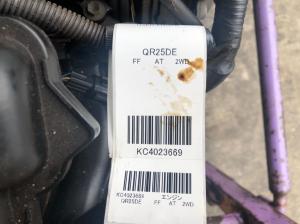 QR25DE
FF AT 2WD
KC4023669
KC4023669 エンジン
QR25DE FF AT 2WD